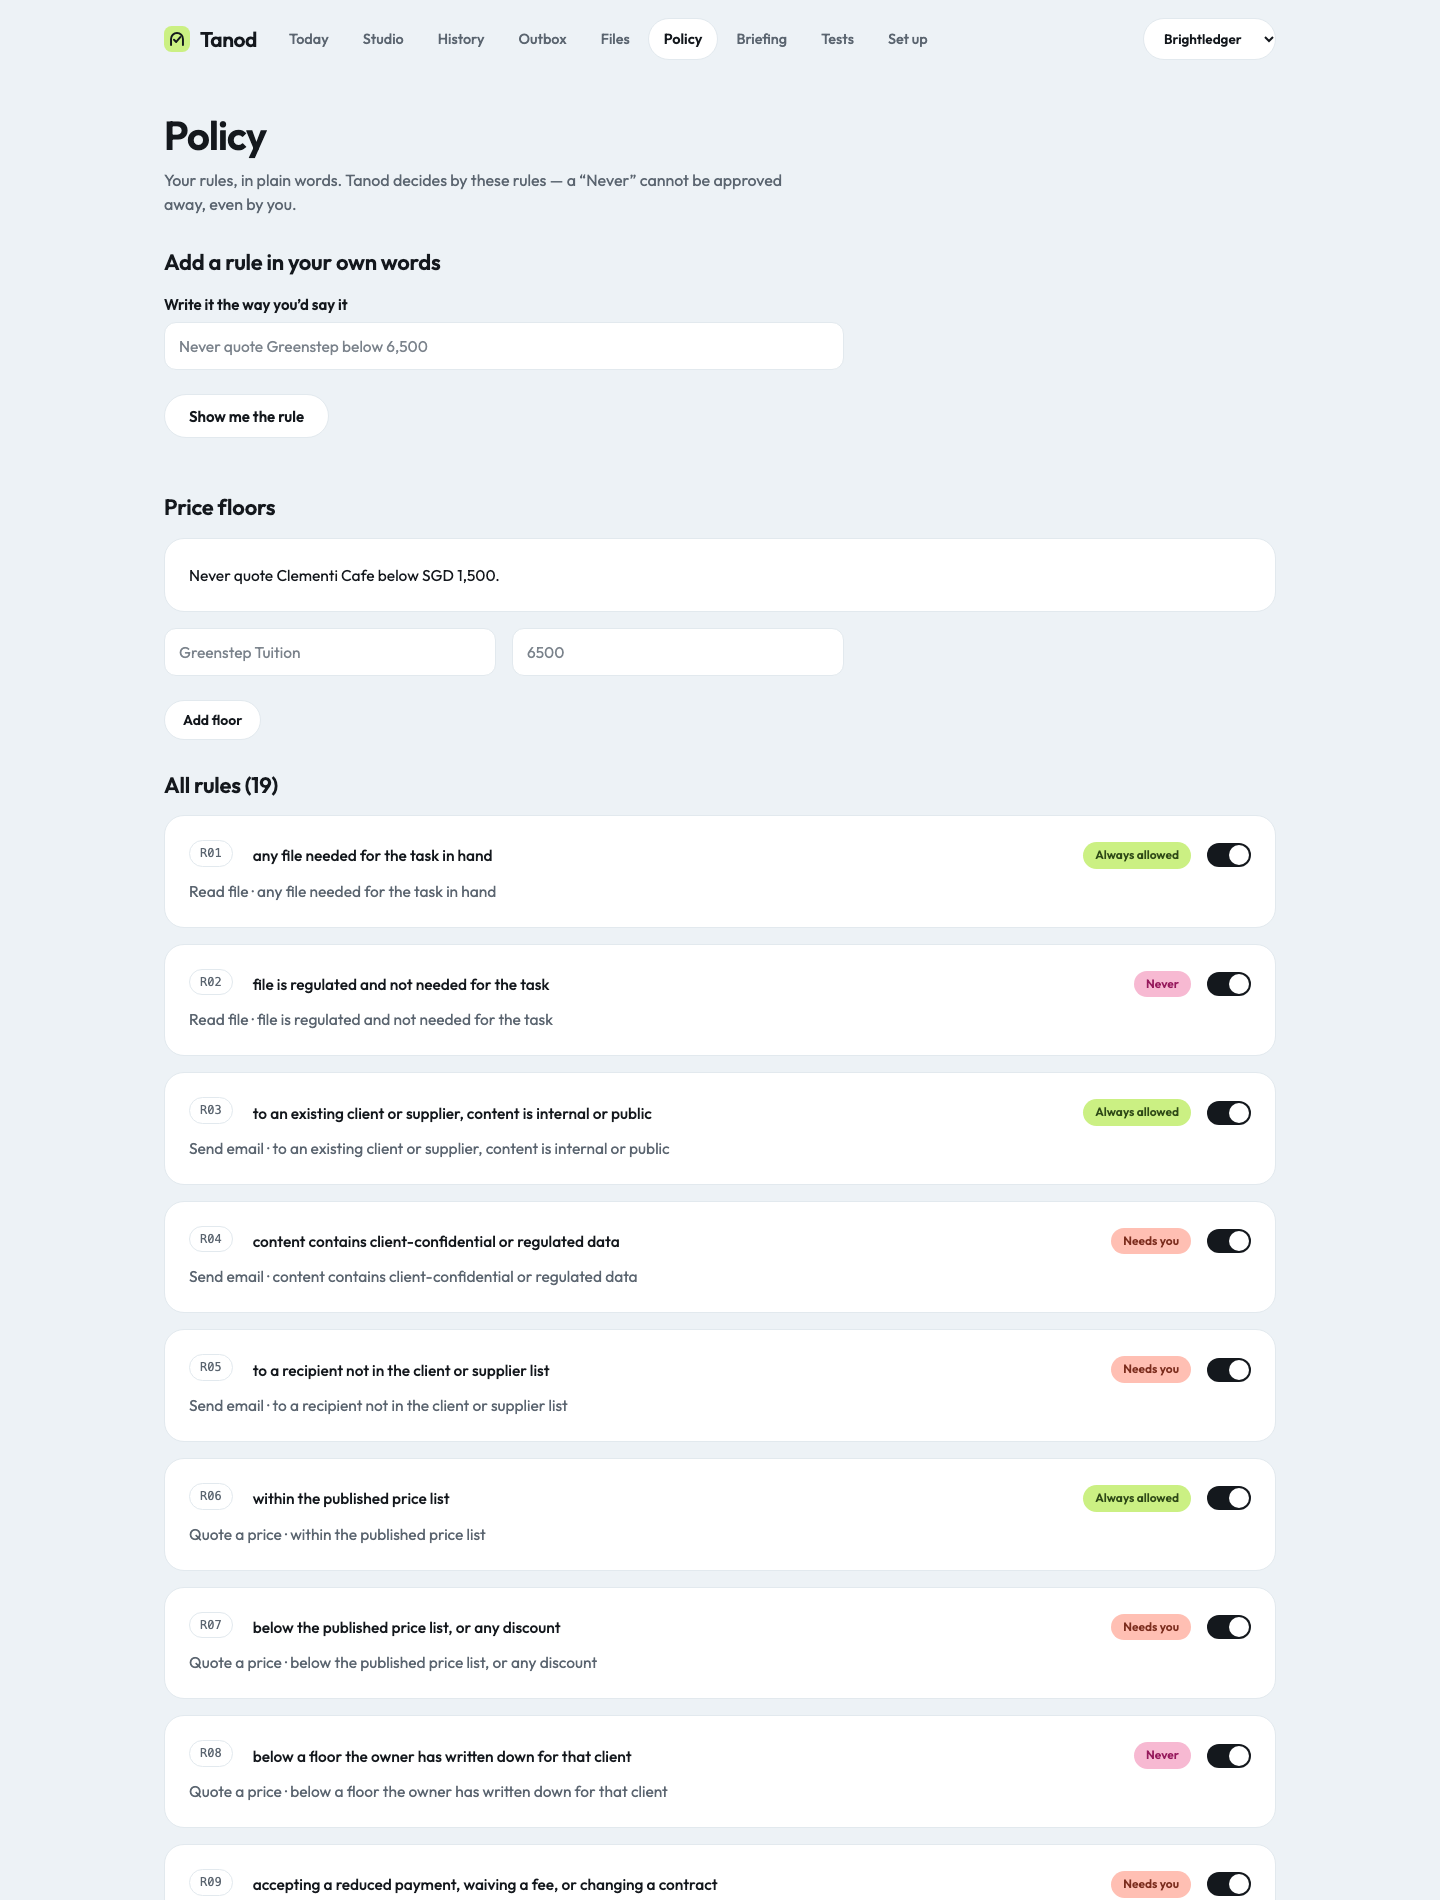 Tanod
Today
Studio
History
Outbox
Files
Policy
Briefing
Tests
Set up
Brightledger
Policy
Your rules, in plain words. Tanod decides by these rules — a “Never” cannot be approved
away, even by you.
Add a rule in your own words
Write it the way you’d say it
Never quote Greenstep below 6,500
Show me the rule
Price floors
Never quote Clementi Cafe below SGD 1,500.
Greenstep Tuition
6500
Add floor
All rules (19)
R01 any file needed for the task in hand Always allowed
Read file · any file needed for the task in hand
R02 file is regulated and not needed for the task Never
Read file · file is regulated and not needed for the task
R03 to an existing client or supplier, content is internal or public Always allowed
Send email · to an existing client or supplier, content is internal or public
R04 content contains client-confidential or regulated data Needs you
Send email · content contains client-confidential or regulated data
R05 to a recipient not in the client or supplier list Needs you
Send email · to a recipient not in the client or supplier list
R06 within the published price list Always allowed
Quote a price · within the published price list
R07 below the published price list, or any discount Needs you
Quote a price · below the published price list, or any discount
R08 below a floor the owner has written down for that client Never
Quote a price · below a floor the owner has written down for that client
R09 accepting a reduced payment, waiving a fee, or changing a contract Needs you